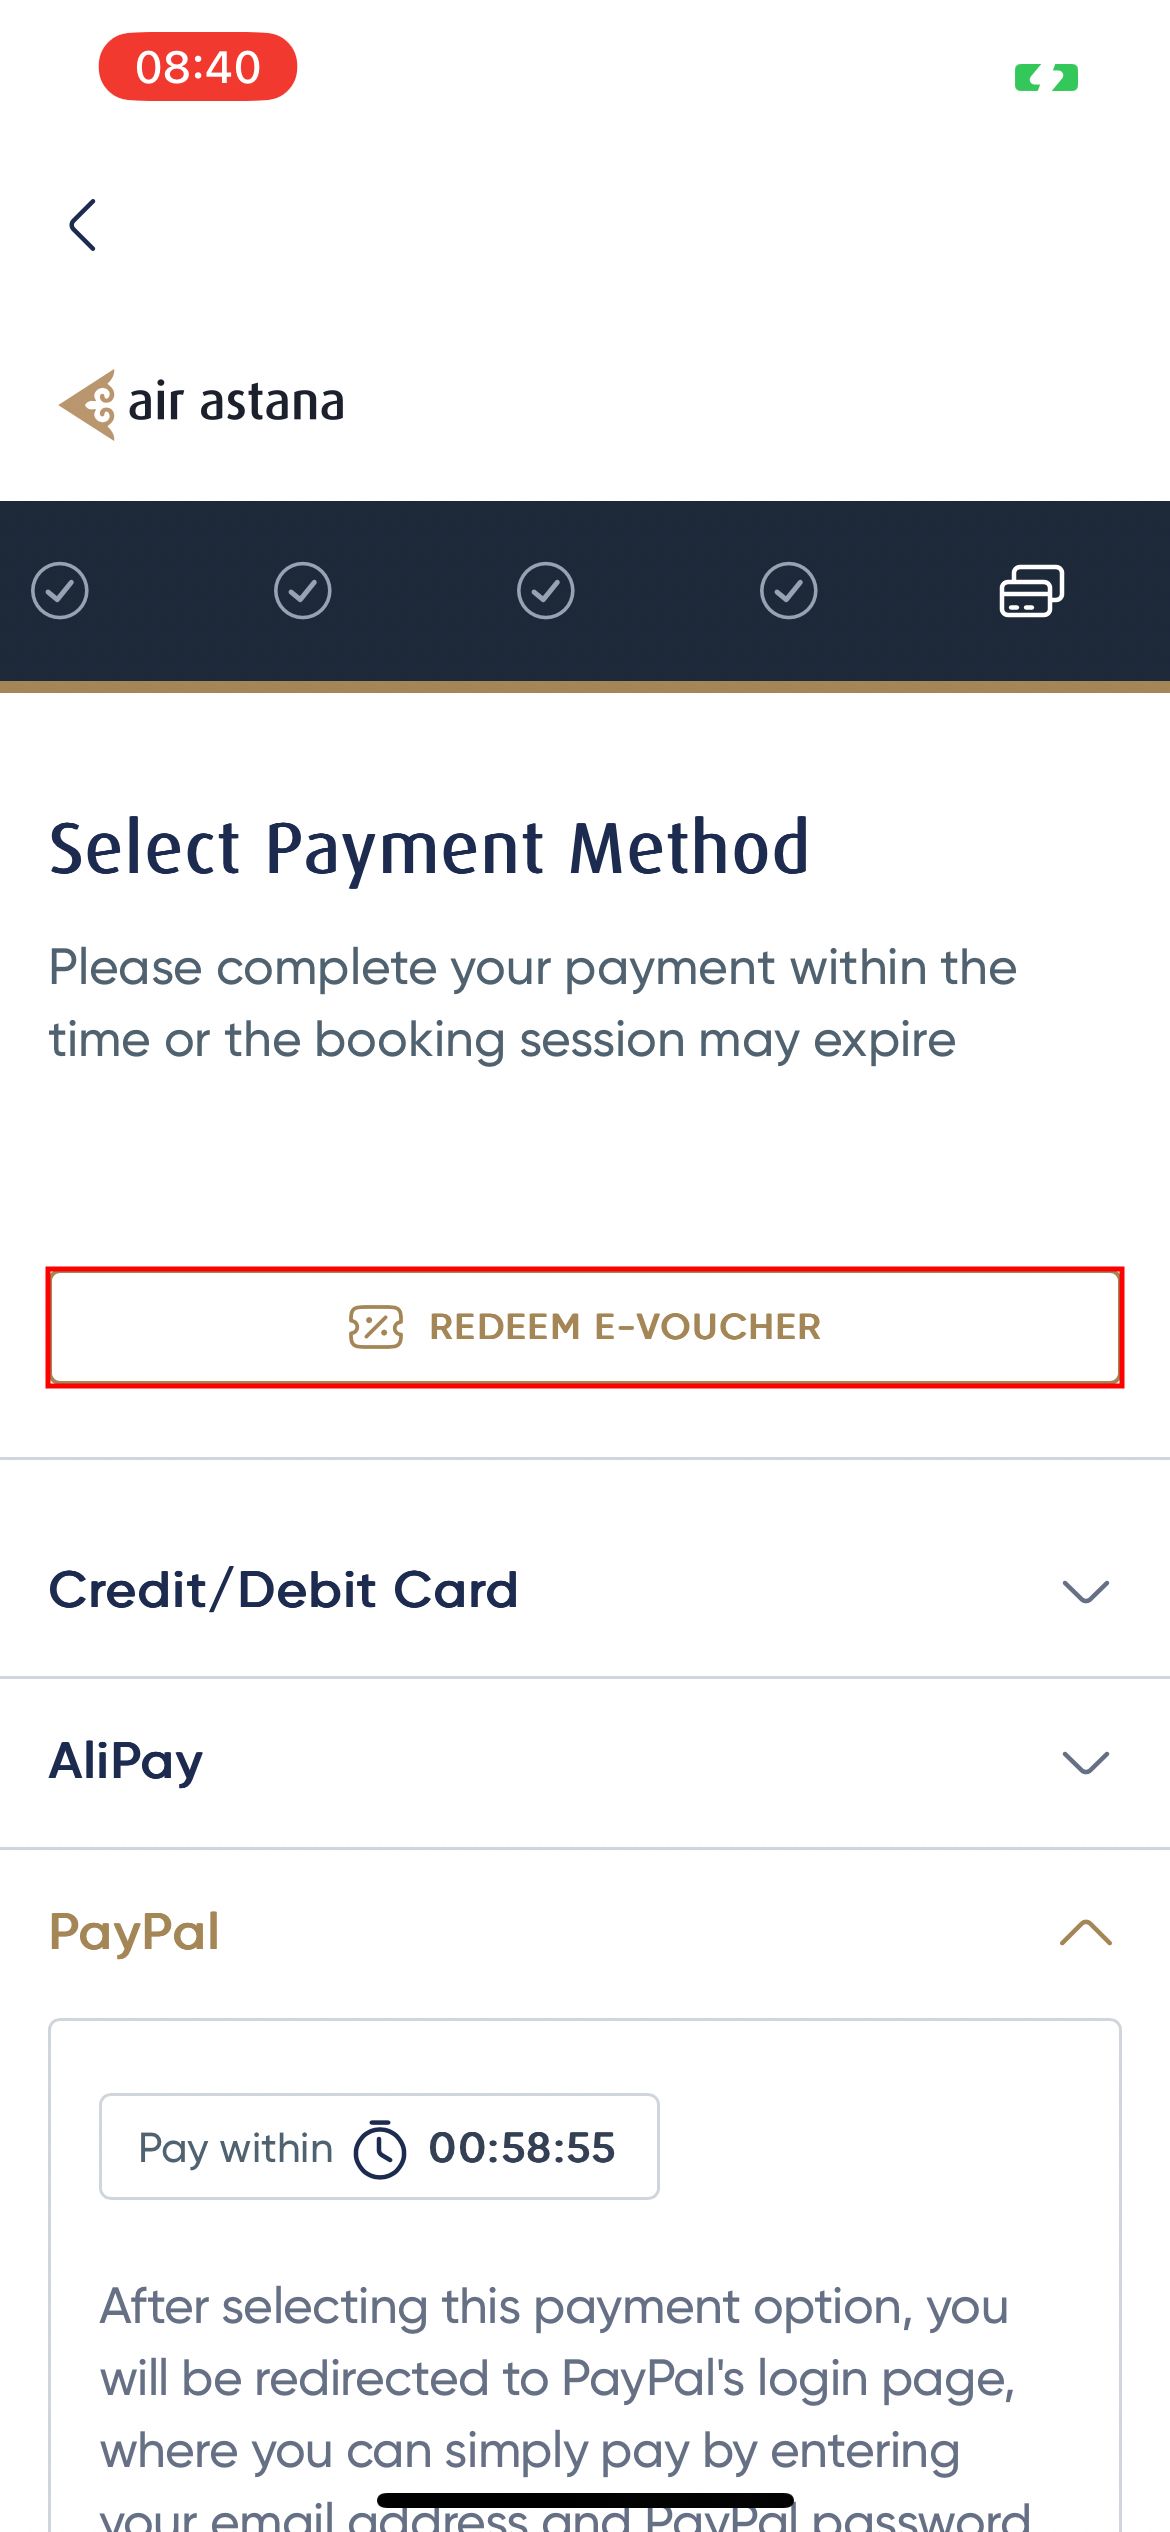 08:40
air astana
Select Payment Method
Please complete your payment within the
time or the booking session may expire
REDEEM E-VOUCHER
Credit/Debit Card
AliPay
PayPal
Pay within 00:58:55
After selecting this payment option, you
will be redirected to PayPal's login page,
where you can simply pay by entering
your email address and PayPal password